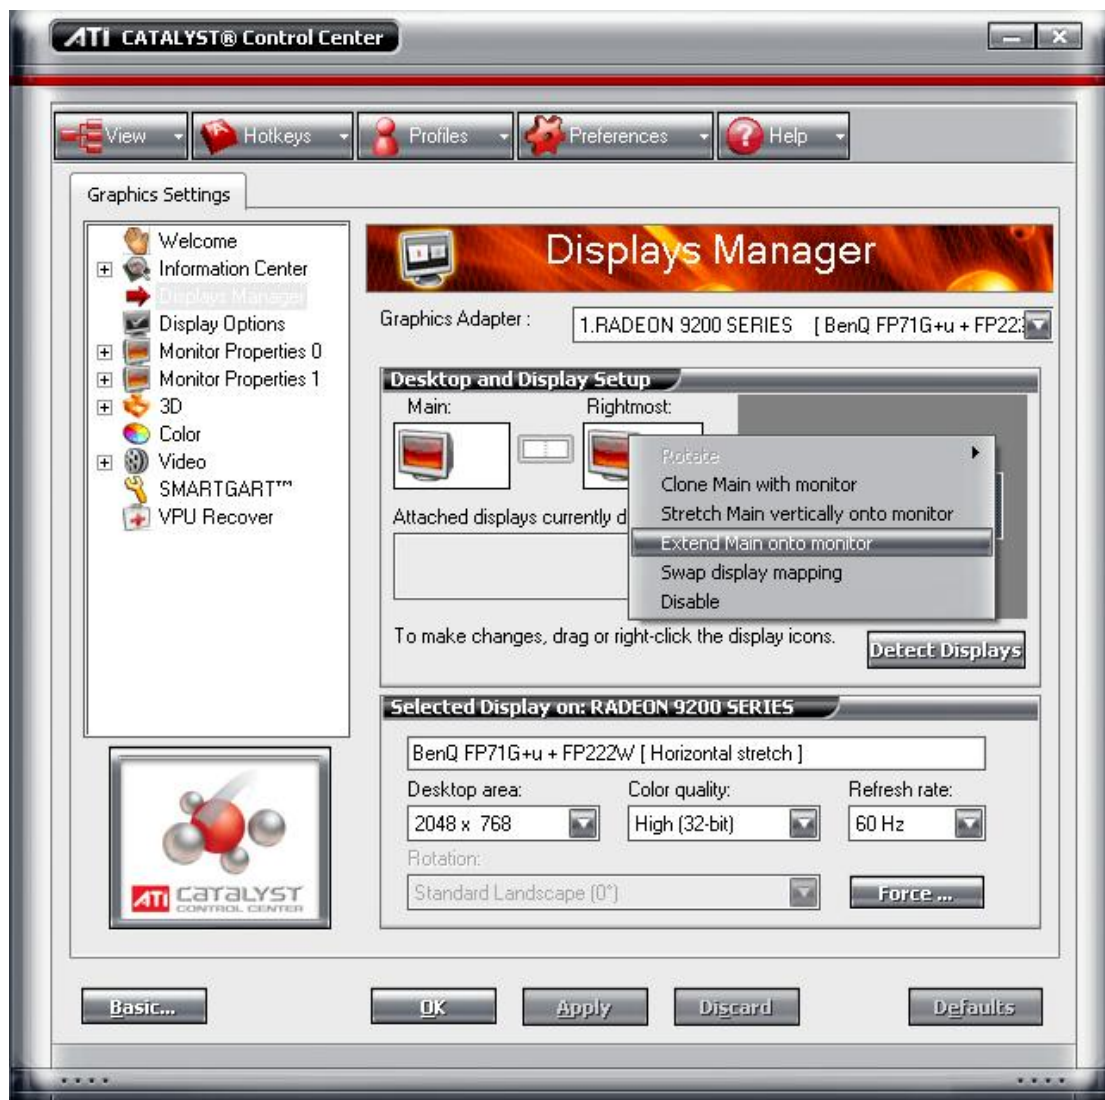 ATI CATALYST® Control Center
View
Hotkeys
Profiles
Preferences
Help
Graphics Settings
Welcome
Information Center
Displays Manager
Display Options
Monitor Properties 0
Monitor Properties 1
3D
Color
Video
SMARTGART™
VPU Recover
Displays Manager
Graphics Adapter :
1.RADEON 9200 SERIES [ BenQ FP71G+u + FP22
Desktop and Display Setup
Main:
Rightmost:
Rotate
Clone Main with monitor
Stretch Main vertically onto monitor
Extend Main onto monitor
Swap display mapping
Disable
Attached displays currently d
To make changes, drag or right-click the display icons.
Detect Displays
Selected Display on: RADEON 9200 SERIES
BenQ FP71G+u + FP222W [ Horizontal stretch ]
Desktop area:
Color quality:
Refresh rate:
2048 x 768
High (32-bit)
60 Hz
Rotation:
Standard Landscape (0°)
Force ...
ATI CATALYST
CONTROL CENTER
Basic...
OK
Apply
Discard
Defaults